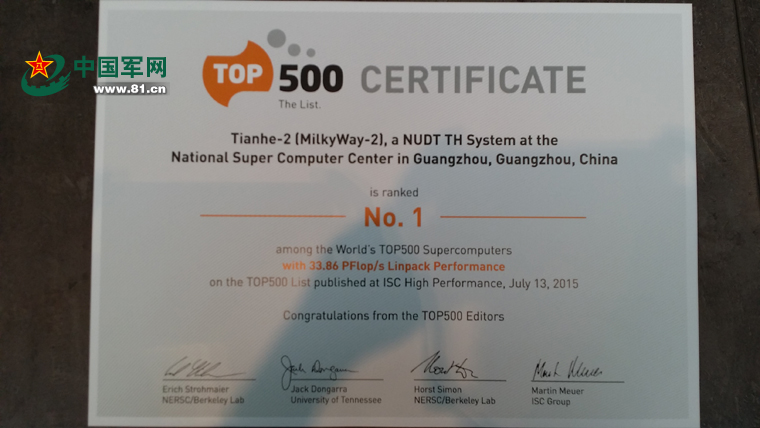 中国军网
www.81.cn
TOP 500 CERTIFICATE
The List.
Tianhe-2 (MilkyWay-2), a NUDT TH System at the
National Super Computer Center in Guangzhou, Guangzhou, China
is ranked
No. 1
among the World's TOP500 Supercomputers
with 33.86 PFlop/s Linpack Performance
on the TOP500 List published at ISC High Performance, July 13, 2015
Congratulations from the TOP500 Editors
Erich Strohmaier
NERSC/Berkeley Lab
Jack Dongarra
University of Tennessee
Horst Simon
NERSC/Berkeley Lab
Martin Meuer
ISC Group